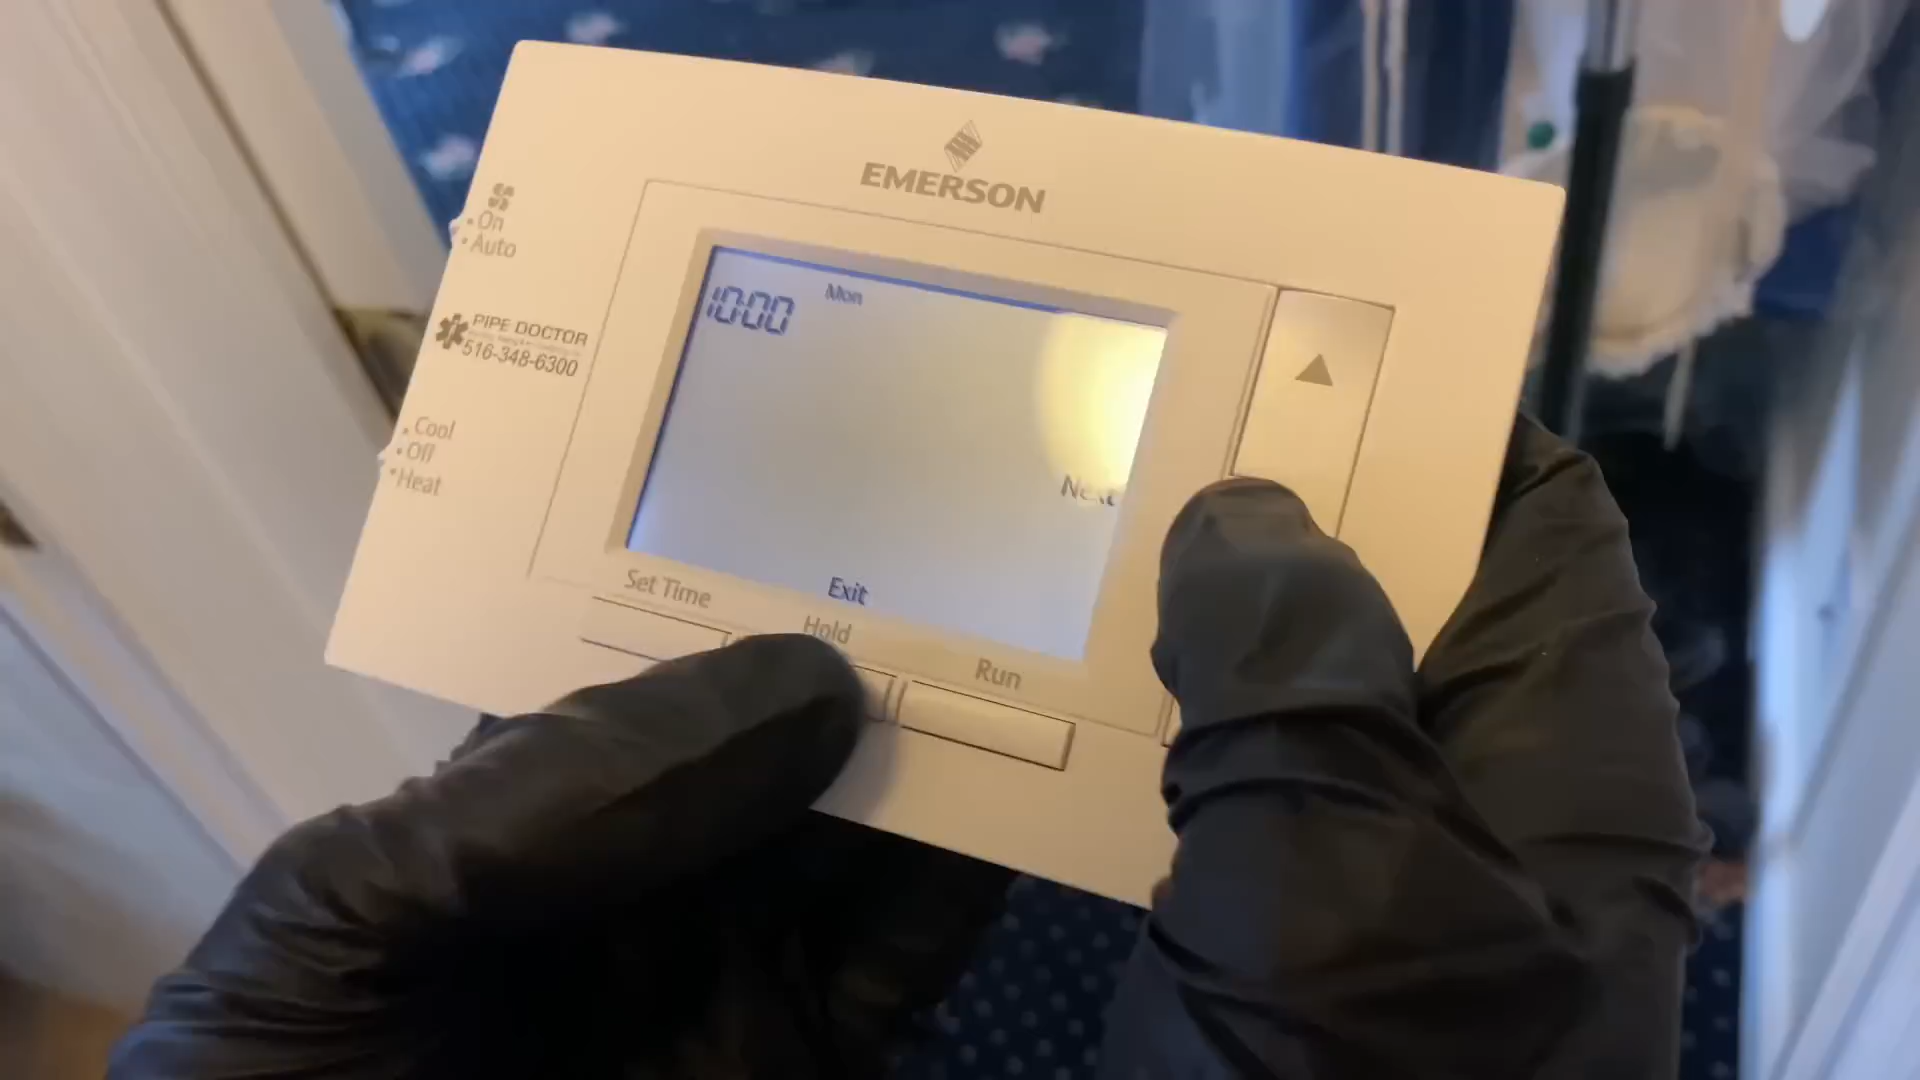 EMERSON
On
Auto
PIPE DOCTOR
516-348-6300
Cool
Off
Heat
10:00
Mon
Next
Exit
Set Time
Hold
Run